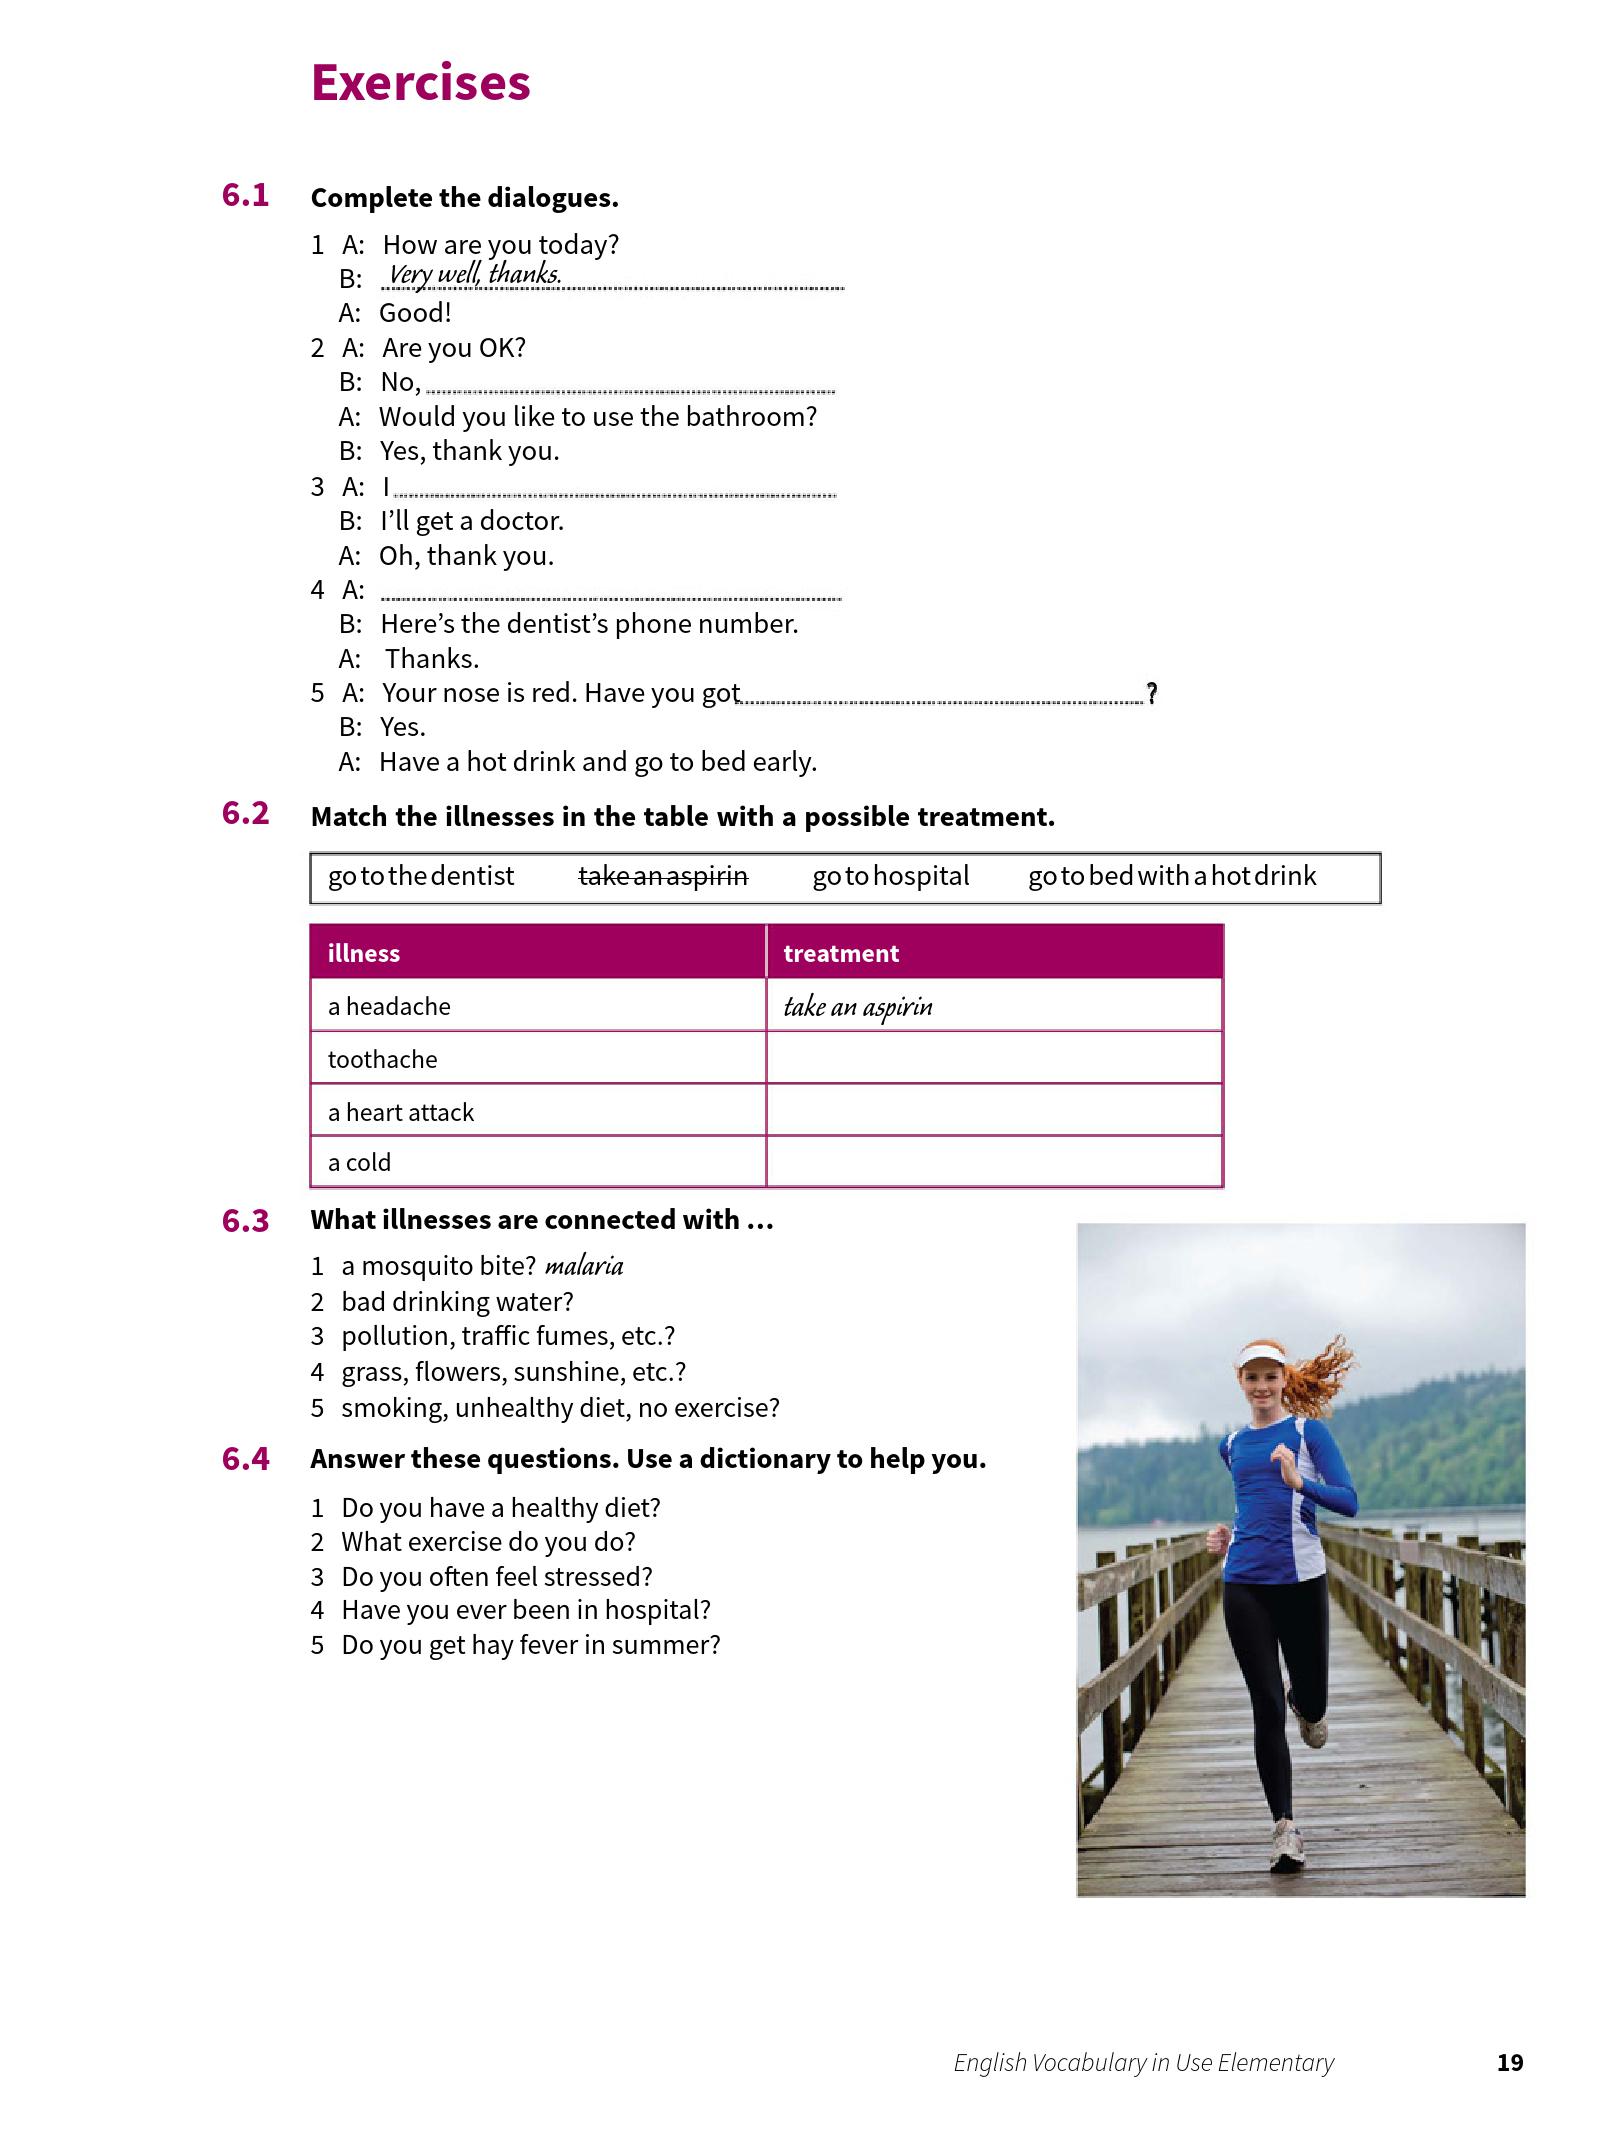 Exercises
6.1 Complete the dialogues.
1 A: How are you today?
B: Very well, thanks.
A: Good!
2 A: Are you OK?
B: No,
A: Would you like to use the bathroom?
B: Yes, thank you.
3 A: I
B: I’ll get a doctor.
A: Oh, thank you.
4 A:
B: Here’s the dentist’s phone number.
A: Thanks.
5 A: Your nose is red. Have you got ?
B: Yes.
A: Have a hot drink and go to bed early.
6.2 Match the illnesses in the table with a possible treatment.
go to the dentist take an aspirin go to hospital go to bed with a hot drink
illness treatment
a headache take an aspirin
toothache
a heart attack
a cold
6.3 What illnesses are connected with …
1 a mosquito bite? malaria
2 bad drinking water?
3 pollution, traffic fumes, etc.?
4 grass, flowers, sunshine, etc.?
5 smoking, unhealthy diet, no exercise?
6.4 Answer these questions. Use a dictionary to help you.
1 Do you have a healthy diet?
2 What exercise do you do?
3 Do you often feel stressed?
4 Have you ever been in hospital?
5 Do you get hay fever in summer?
English Vocabulary in Use Elementary 19